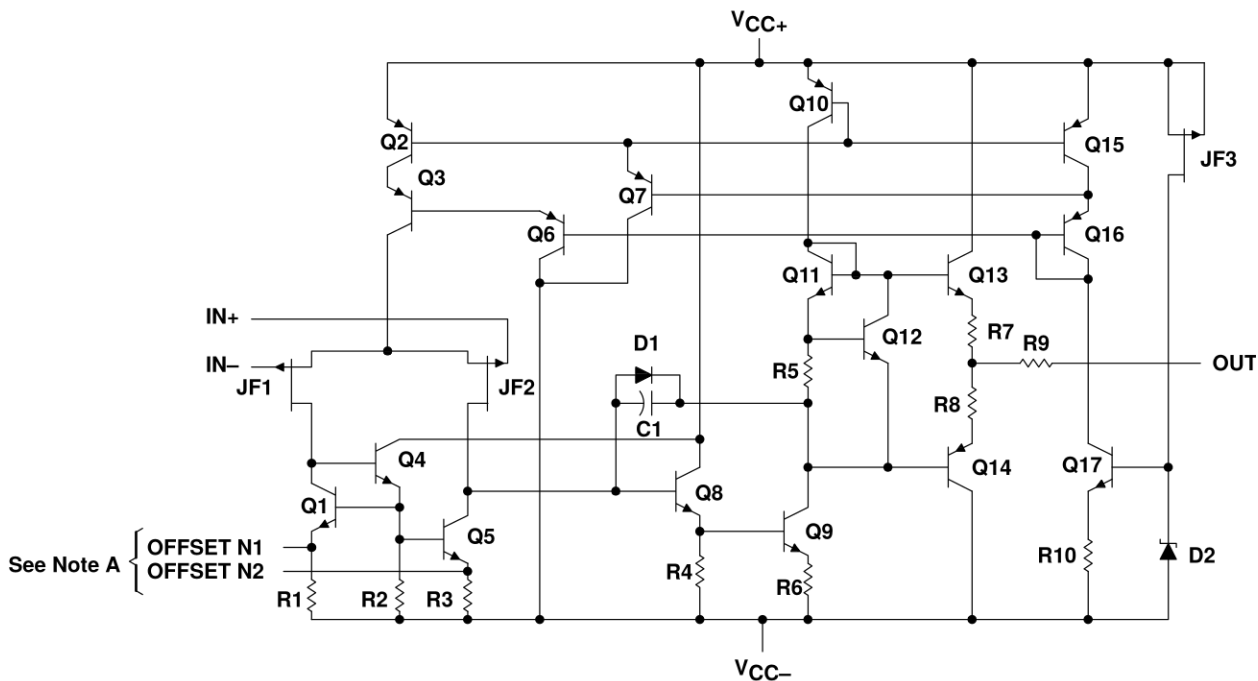 VCC+
Q10
Q2
Q15
JF3
Q3
Q7
Q6
Q16
Q11
Q13
IN+
R7
Q12
D1
R9
IN–
OUT
JF1
JF2
R5
C1
R8
Q4
Q14
Q17
Q8
Q1
Q5
Q9
See Note A
OFFSET N1
OFFSET N2
R10
D2
R4
R6
R1
R2
R3
VCC–